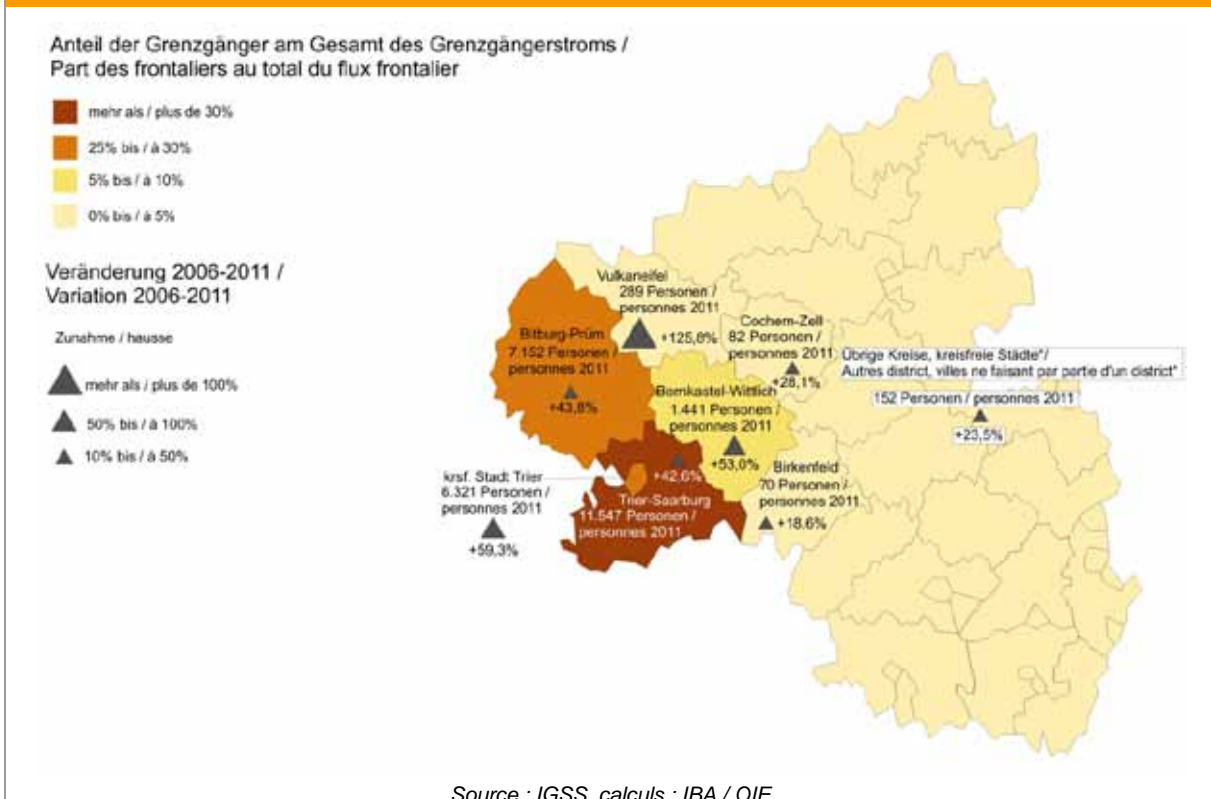 Anteil der Grenzgänger am Gesamt des Grenzgängerstroms /
Part des frontaliers au total du flux frontalier
mehr als / plus de 30%
25% bis / à 30%
5% bis / à 10%
0% bis / à 5%
Veränderung 2006-2011 /
Variation 2006-2011
Zunahme / hausse
mehr als / plus de 100%
50% bis / à 100%
10% bis / à 50%
Vulkaneifel
289 Personen /
personnes 2011
+125,8%
Bitburg-Prüm
7.152 Personen /
personnes 2011
+43,8%
Cochem-Zell
82 Personen /
personnes 2011
+28,1%
Übrige Kreise, kreisfreie Städte*/
Autres district, villes ne faisant par partie d'un district*
152 Personen / personnes 2011
+23,5%
Bernkastel-Wittlich
1.441 Personen /
personnes 2011
+53,0%
krsf. Stadt Trier
6.321 Personen /
personnes 2011
+59,3%
+42,6%
Trier-Saarburg
11.547 Personen /
personnes 2011
Birkenfeld
70 Personen /
personnes 2011
+18,6%
Source : IGSS, calculs : IBA / OIE